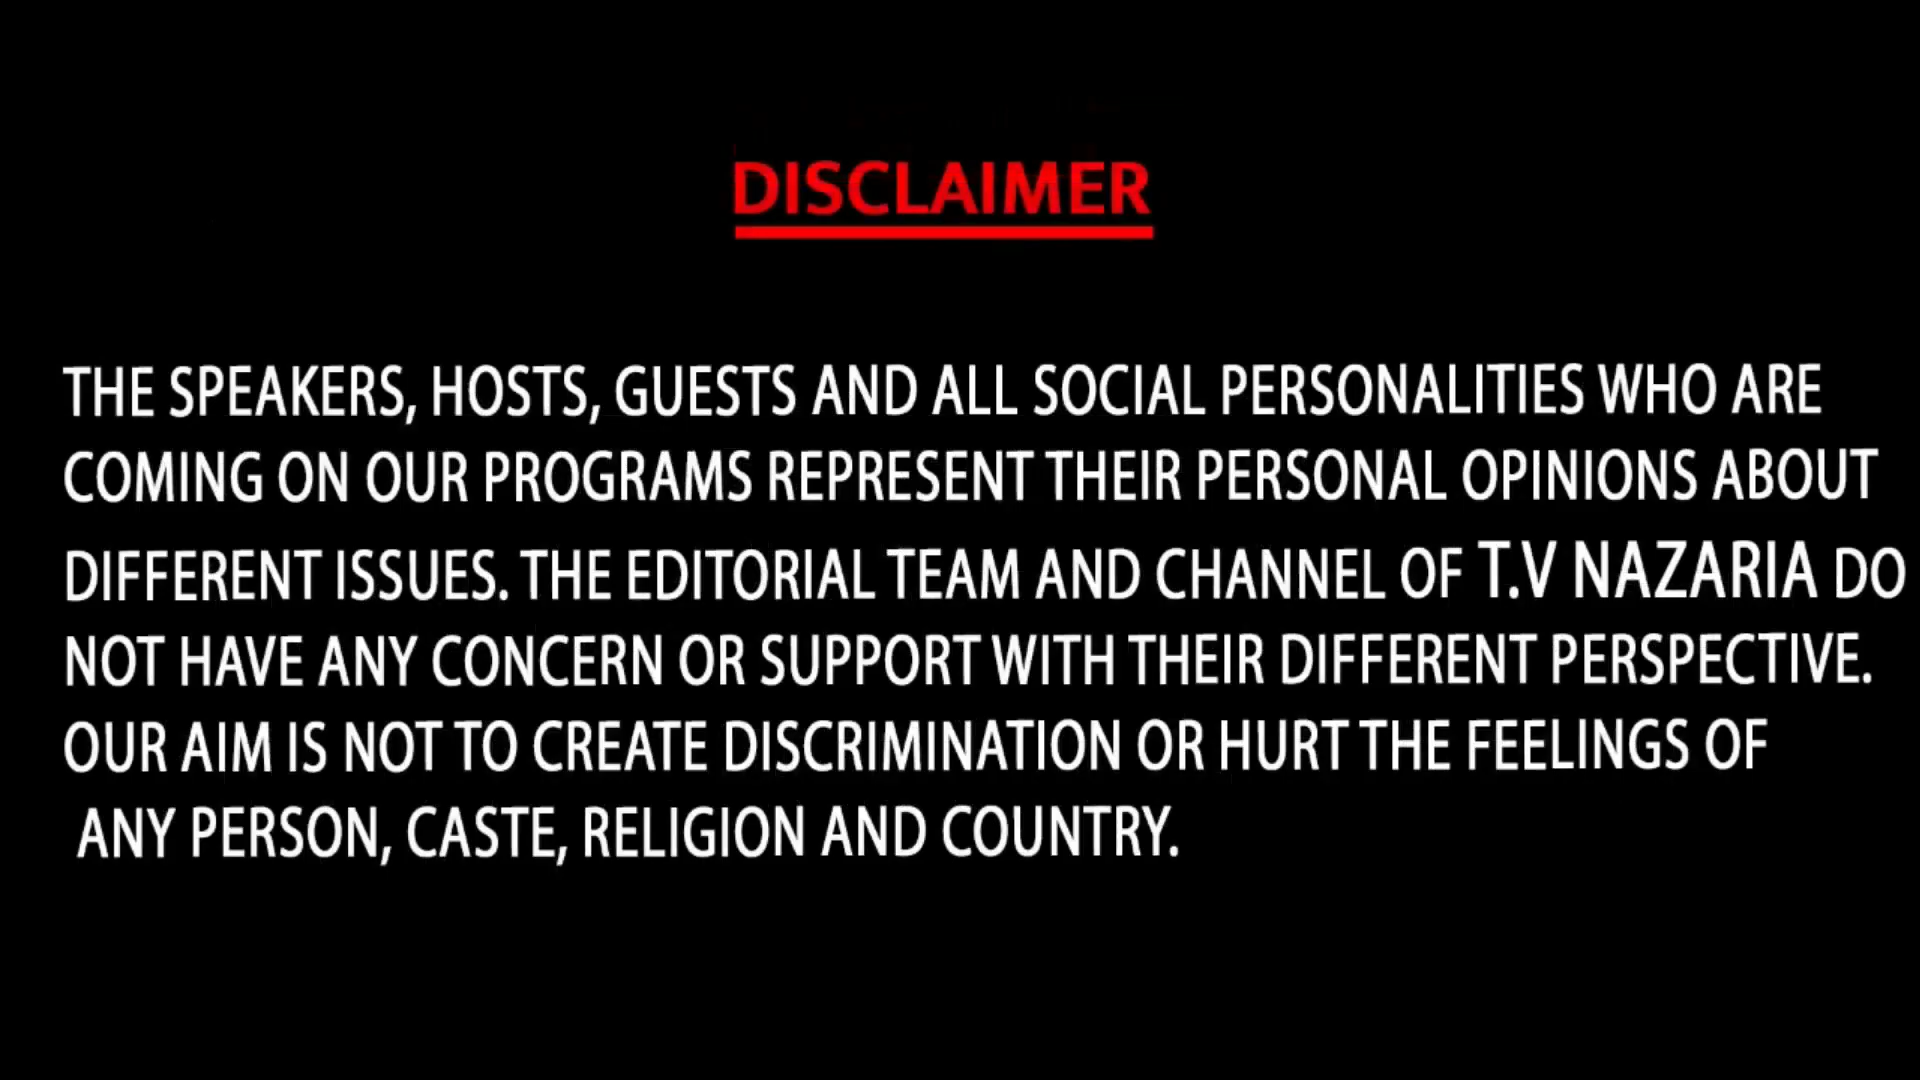 DISCLAIMER
THE SPEAKERS, HOSTS, GUESTS AND ALL SOCIAL PERSONALITIES WHO ARE
COMING ON OUR PROGRAMS REPRESENT THEIR PERSONAL OPINIONS ABOUT
DIFFERENT ISSUES. THE EDITORIAL TEAM AND CHANNEL OF T.V NAZARIA DO
NOT HAVE ANY CONCERN OR SUPPORT WITH THEIR DIFFERENT PERSPECTIVE.
OUR AIM IS NOT TO CREATE DISCRIMINATION OR HURT THE FEELINGS OF
ANY PERSON, CASTE, RELIGION AND COUNTRY.